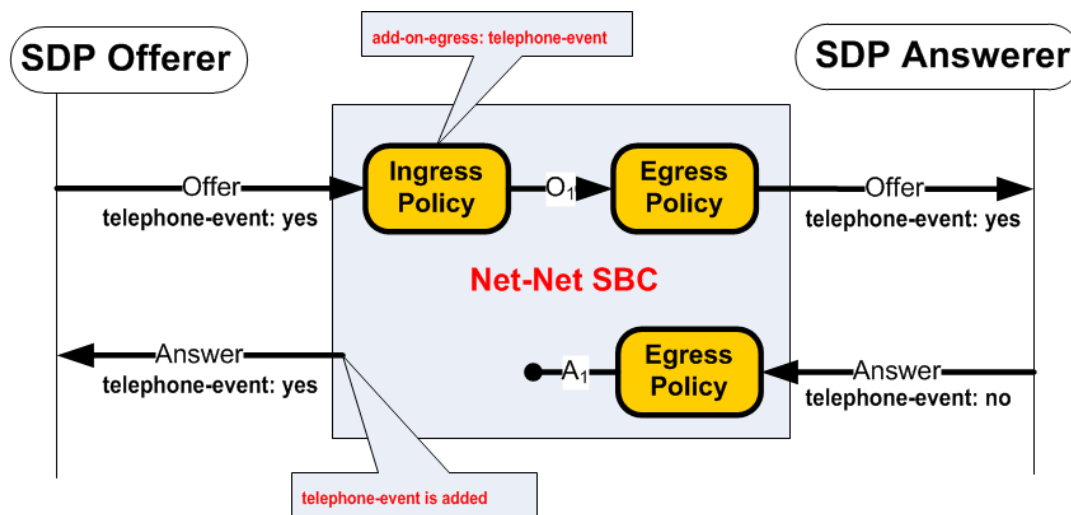 add-on-egress: telephone-event
SDP Offerer
SDP Answerer
Ingress
Policy
Egress
Policy
Offer
O1
Offer
telephone-event: yes
telephone-event: yes
Net-Net SBC
Answer
A1
Egress
Policy
Answer
telephone-event: yes
telephone-event: no
telephone-event is added